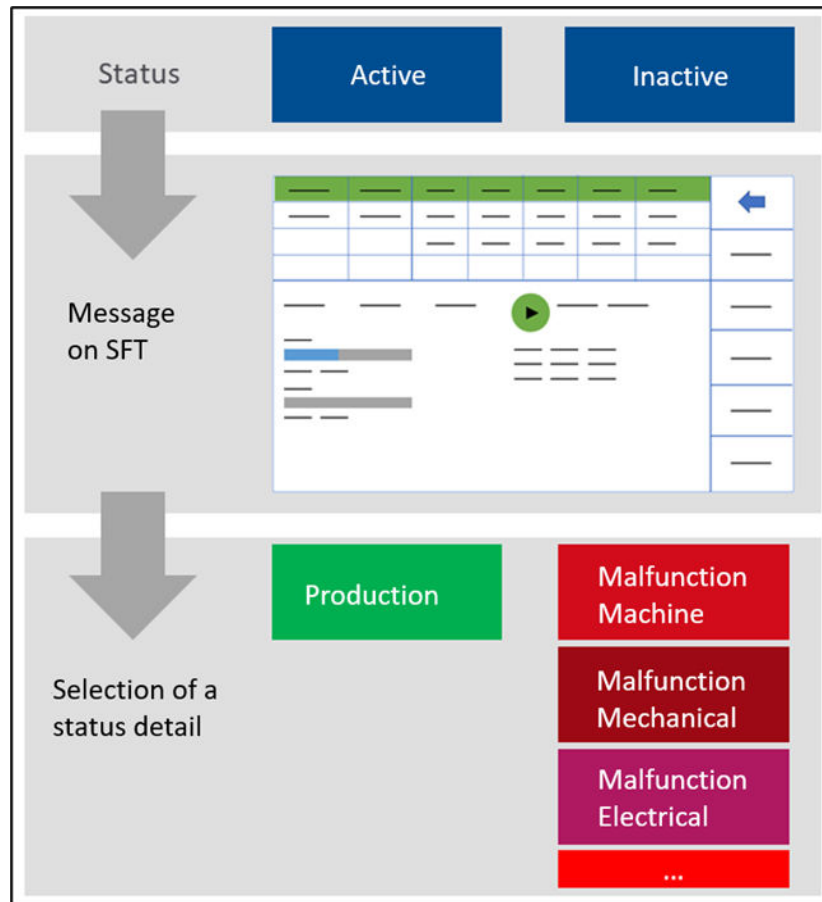 Status
Active
Inactive
Message
on SFT
Selection of a
status detail
Production
Malfunction
Machine
Malfunction
Mechanical
Malfunction
Electrical
...